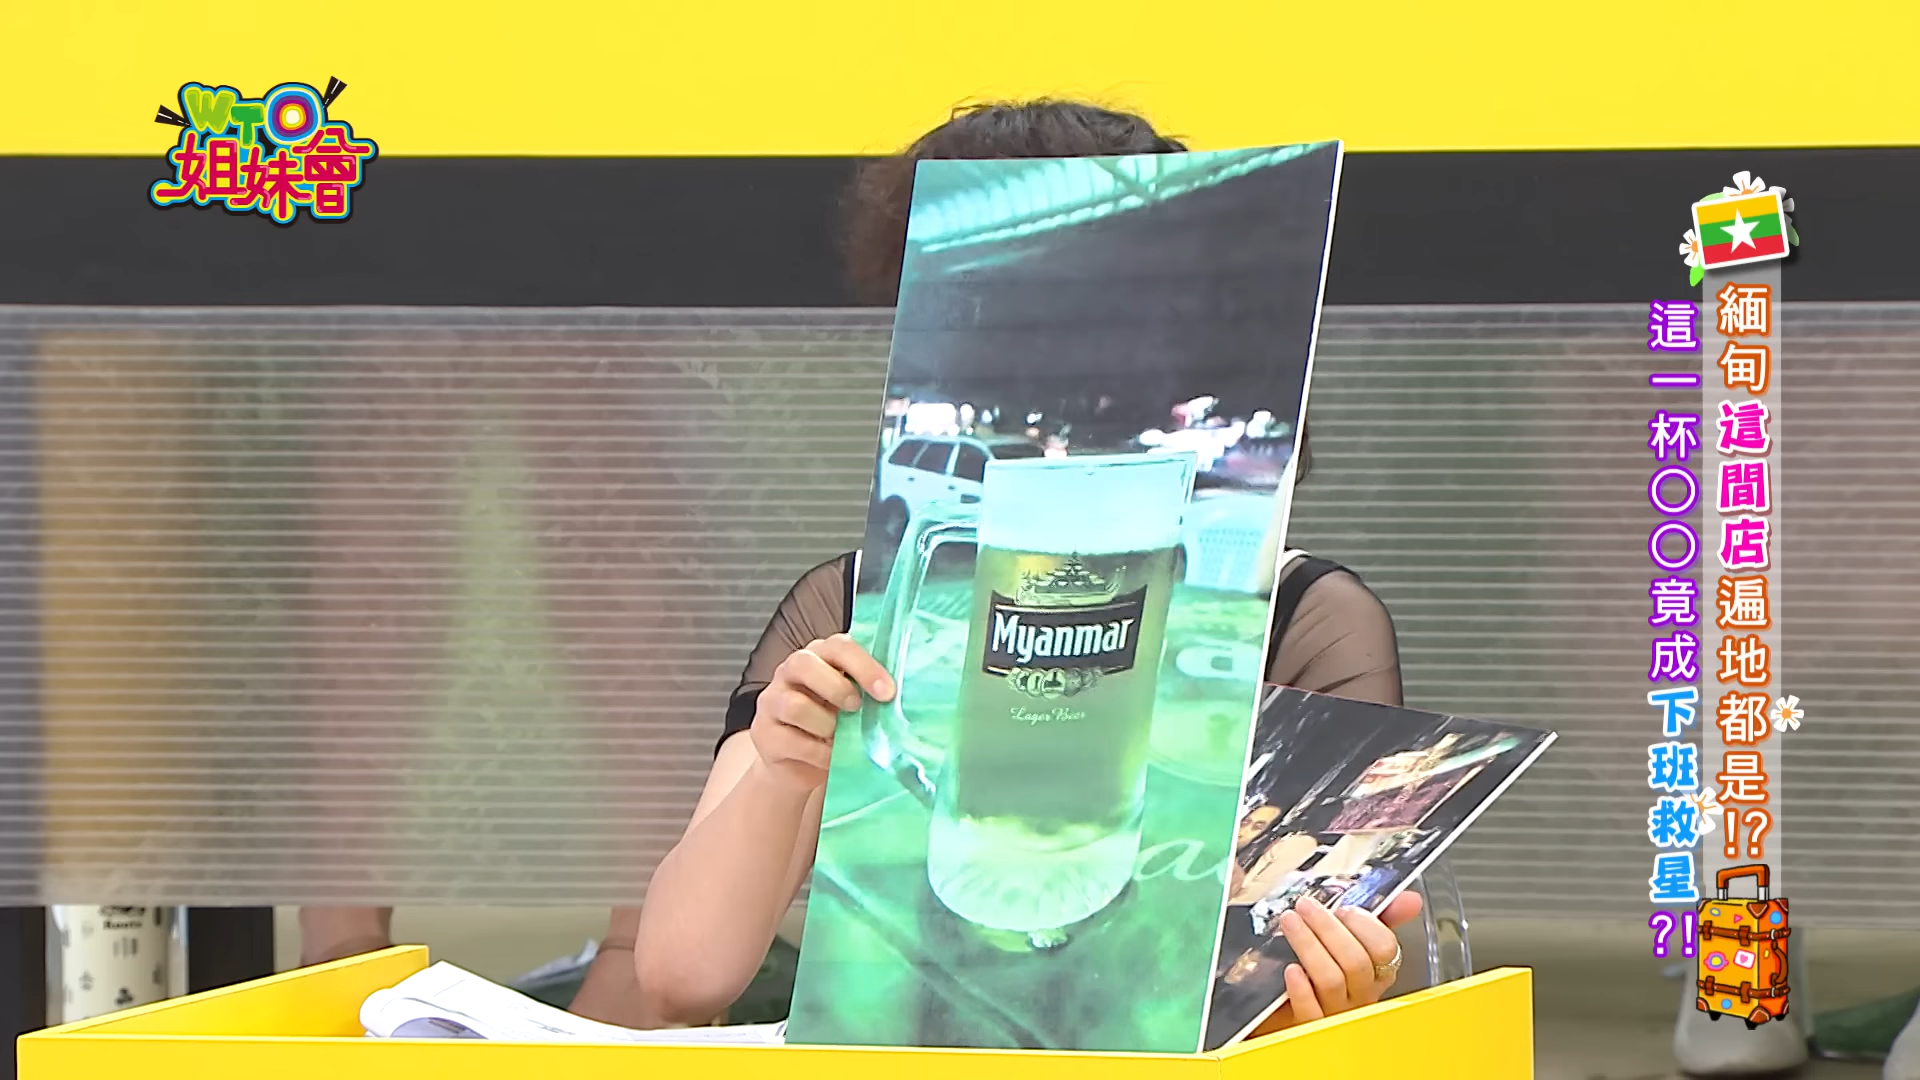 WTO
姐妹會
緬甸這間店遍地都是!?
這一杯〇〇竟成下班救星?!
Myanmar
Lager Beer